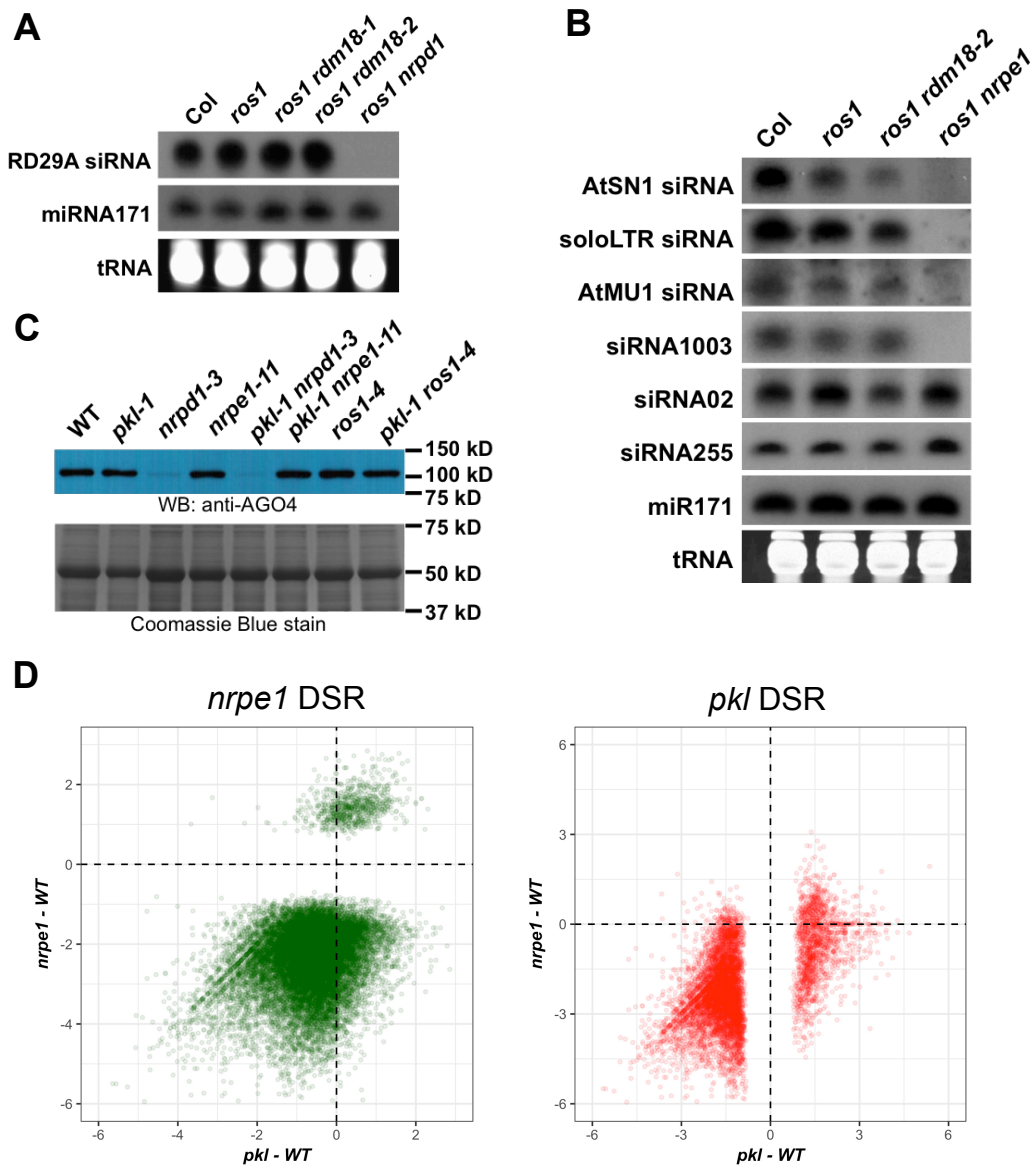 A
Col
ros1
ros1 rdm18-1
ros1 rdm18-2
ros1 nrpd1
RD29A siRNA
miRNA171
tRNA
B
Col
ros1
ros1 rdm18-2
ros1 nrpe1
AtSN1 siRNA
soloLTR siRNA
AtMU1 siRNA
siRNA1003
siRNA02
siRNA255
miR171
tRNA
C
WT
pkl-1
nrpd1-3
nrpe1-11
pkl-1 nrpd1-3
pkl-1 nrpe1-11
ros1-4
pkl-1 ros1-4
150 kD
100 kD
75 kD
WB: anti-AGO4
75 kD
50 kD
37 kD
Coomassie Blue stain
D
nrpe1 DSR
nrpe1 - WT
2
0
-2
-4
-6
-6 -4 -2 0 2
pkl - WT
pkl DSR
nrpe1 - WT
6
3
0
-3
-6
-6 -3 0 3 6
pkl - WT